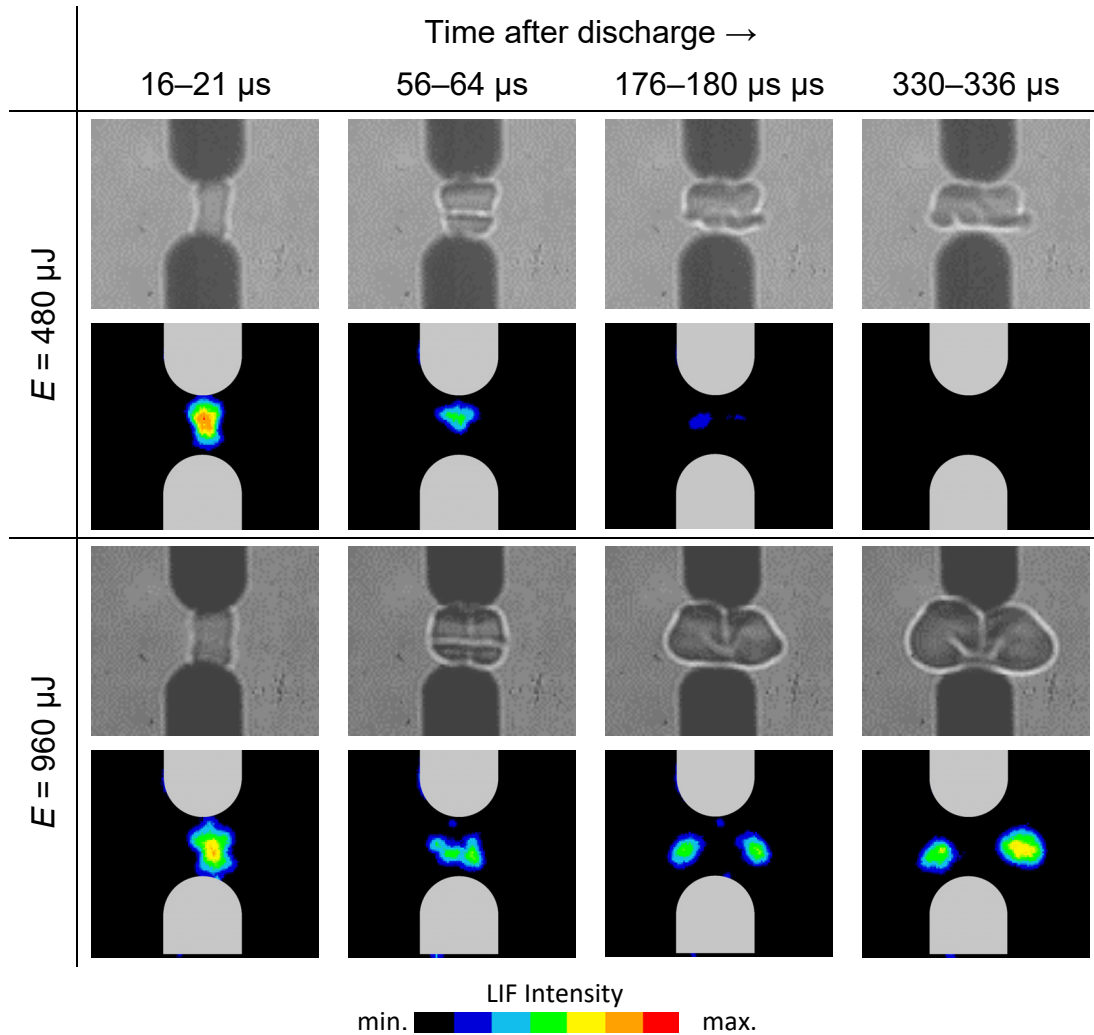 Time after discharge →
16–21 µs
56–64 µs
176–180 µs µs
330–336 µs
E = 480 µJ
E = 960 µJ
LIF Intensity
min.
max.